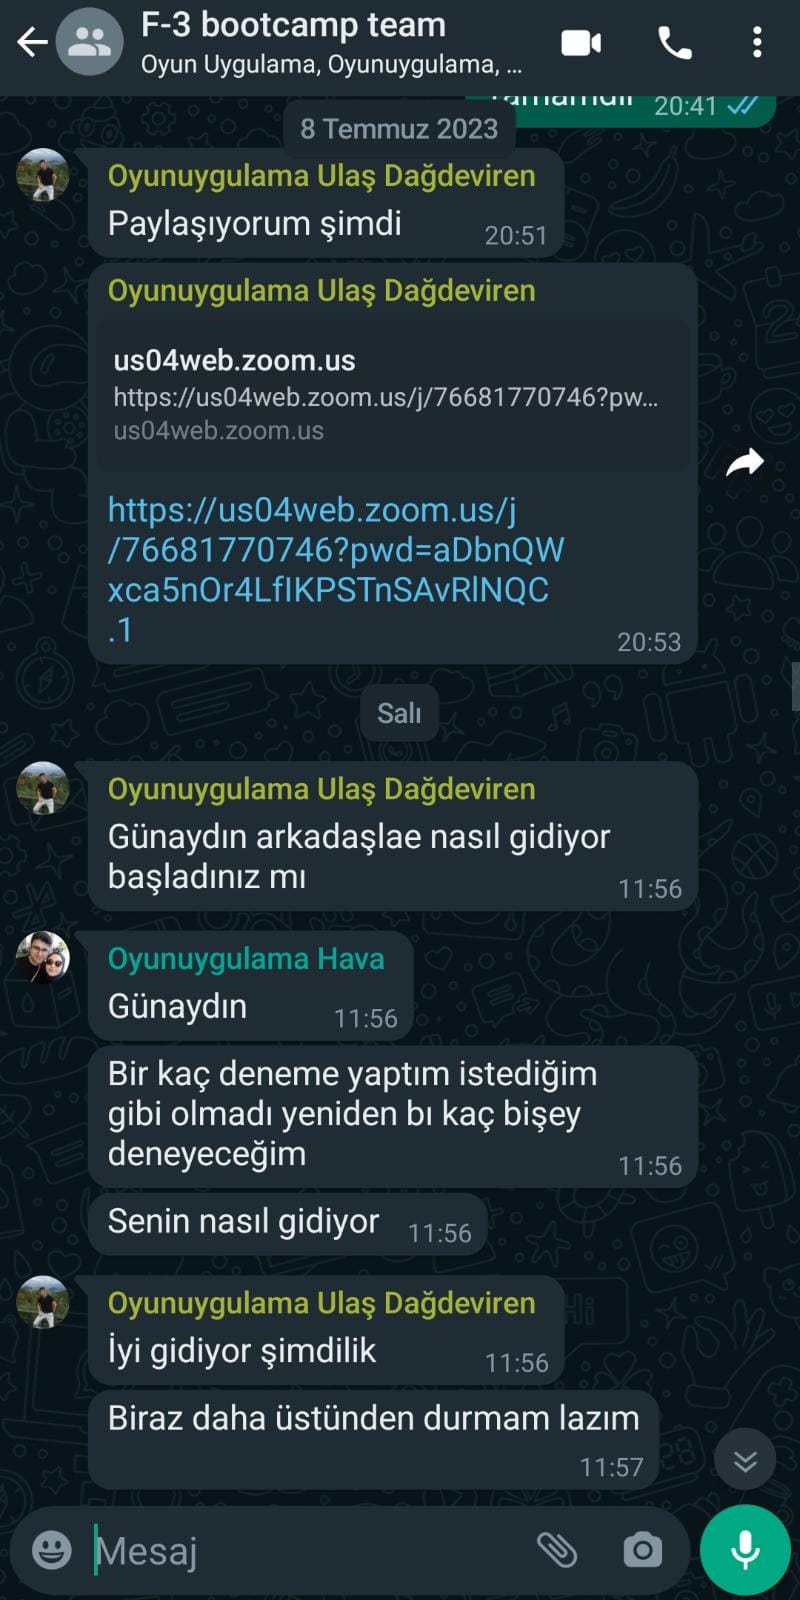 F-3 bootcamp team
Oyun Uygulama, Oyunuygulama, ...
Tamamdır 20:41
8 Temmuz 2023
Oyunuygulama Ulaş Dağdeviren
Paylaşıyorum şimdi 20:51
Oyunuygulama Ulaş Dağdeviren
us04web.zoom.us
https://us04web.zoom.us/j/76681770746?pw...
us04web.zoom.us
https://us04web.zoom.us/j
/76681770746?pwd=aDbnQW
xca5nOr4LfIKPSTnSAvRlNQC
.1 20:53
Salı
Oyunuygulama Ulaş Dağdeviren
Günaydın arkadaşlae nasıl gidiyor
başladınız mı 11:56
Oyunuygulama Hava
Günaydın 11:56
Bir kaç deneme yaptım istediğim
gibi olmadı yeniden bı kaç bişey
deneyeceğim 11:56
Senin nasıl gidiyor 11:56
Oyunuygulama Ulaş Dağdeviren
İyi gidiyor şimdilik 11:56
Biraz daha üstünden durmam lazım
11:57
Mesaj